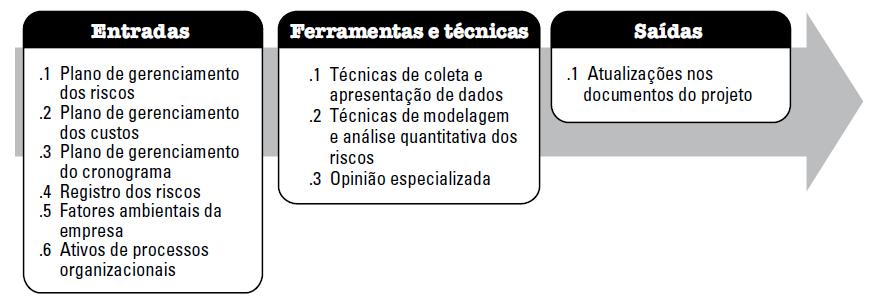 Entradas
.1 Plano de gerenciamento
dos riscos
.2 Plano de gerenciamento
dos custos
.3 Plano de gerenciamento
do cronograma
.4 Registro dos riscos
.5 Fatores ambientais da
empresa
.6 Ativos de processos
organizacionais
Ferramentas e técnicas
.1 Técnicas de coleta e
apresentação de dados
.2 Técnicas de modelagem
e análise quantitativa dos
riscos
.3 Opinião especializada
Saídas
.1 Atualizações nos
documentos do projeto